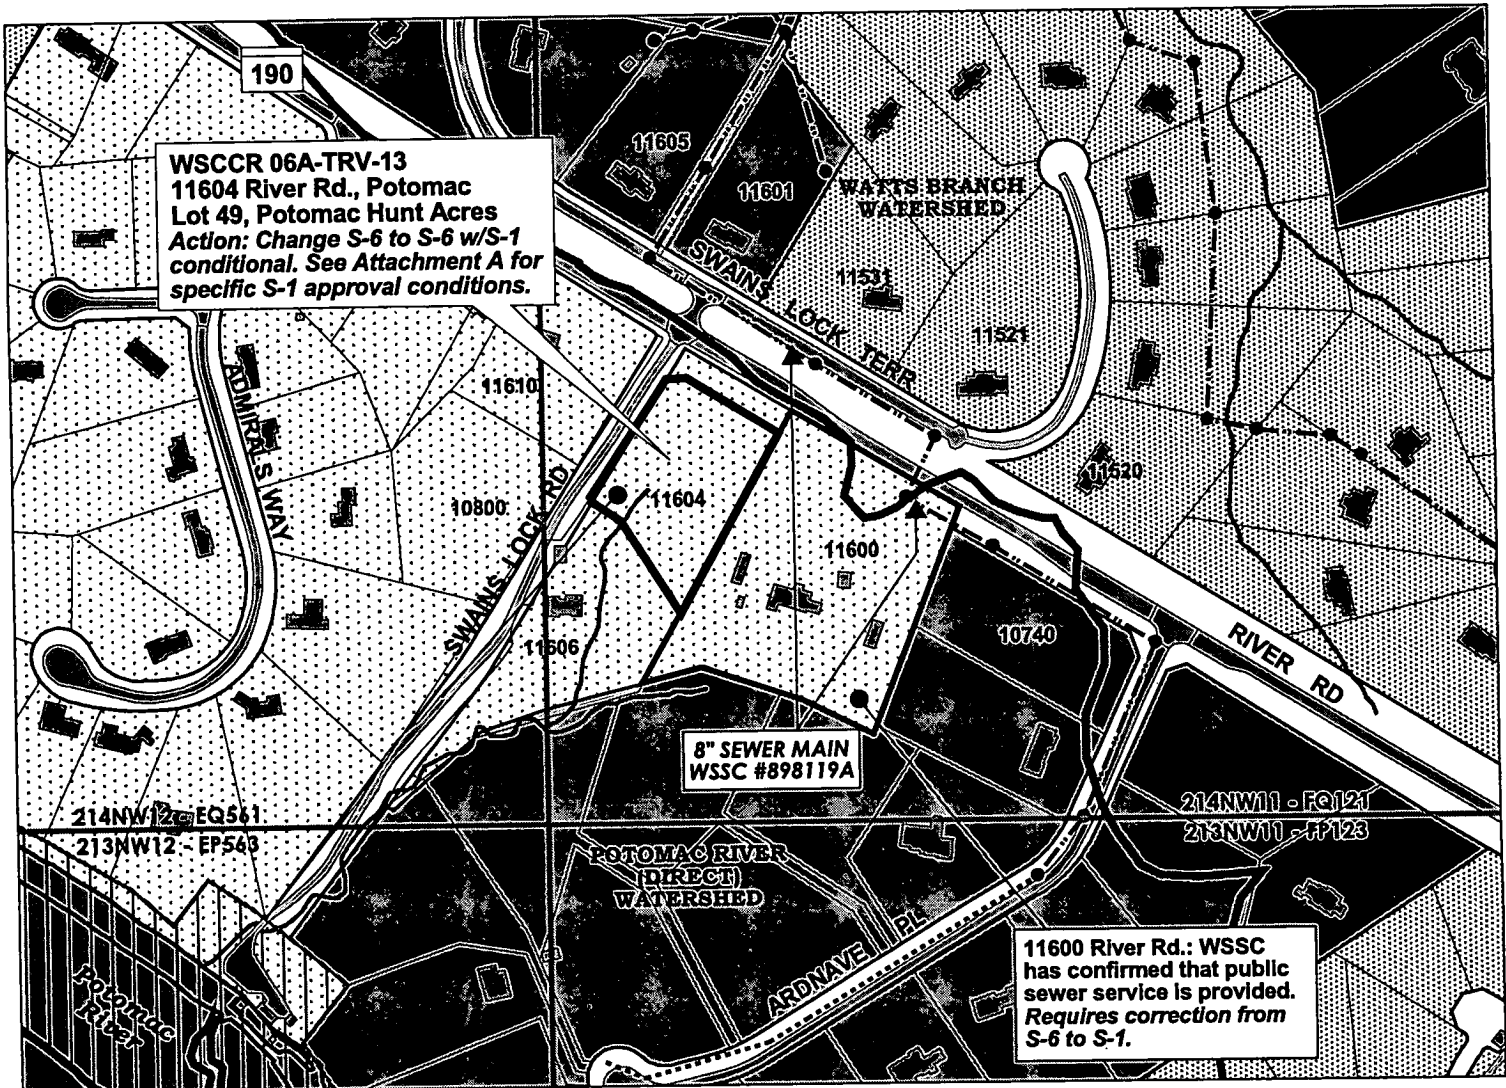 190
WSCCR 06A-TRV-13
11604 River Rd., Potomac
Lot 49, Potomac Hunt Acres
Action: Change S-6 to S-6 w/S-1
conditional. See Attachment A for
specific S-1 approval conditions.
11605
11601
WATTS BRANCH
WATERSHED
SWAINS LOCK TERR
11531
11521
11520
11610
ADMIRALS WAY
10800
SWAINS LOCK RD
11604
11600
11606
10740
RIVER RD
8" SEWER MAIN
WSSC #898119A
214NW12 - EQ561
213NW12 - EP563
214NW11 - FQ121
213NW11 - FP123
POTOMAC RIVER
(DIRECT)
WATERSHED
ARDNAVE PL
Potomac
River
11600 River Rd.: WSSC
has confirmed that public
sewer service is provided.
Requires correction from
S-6 to S-1.